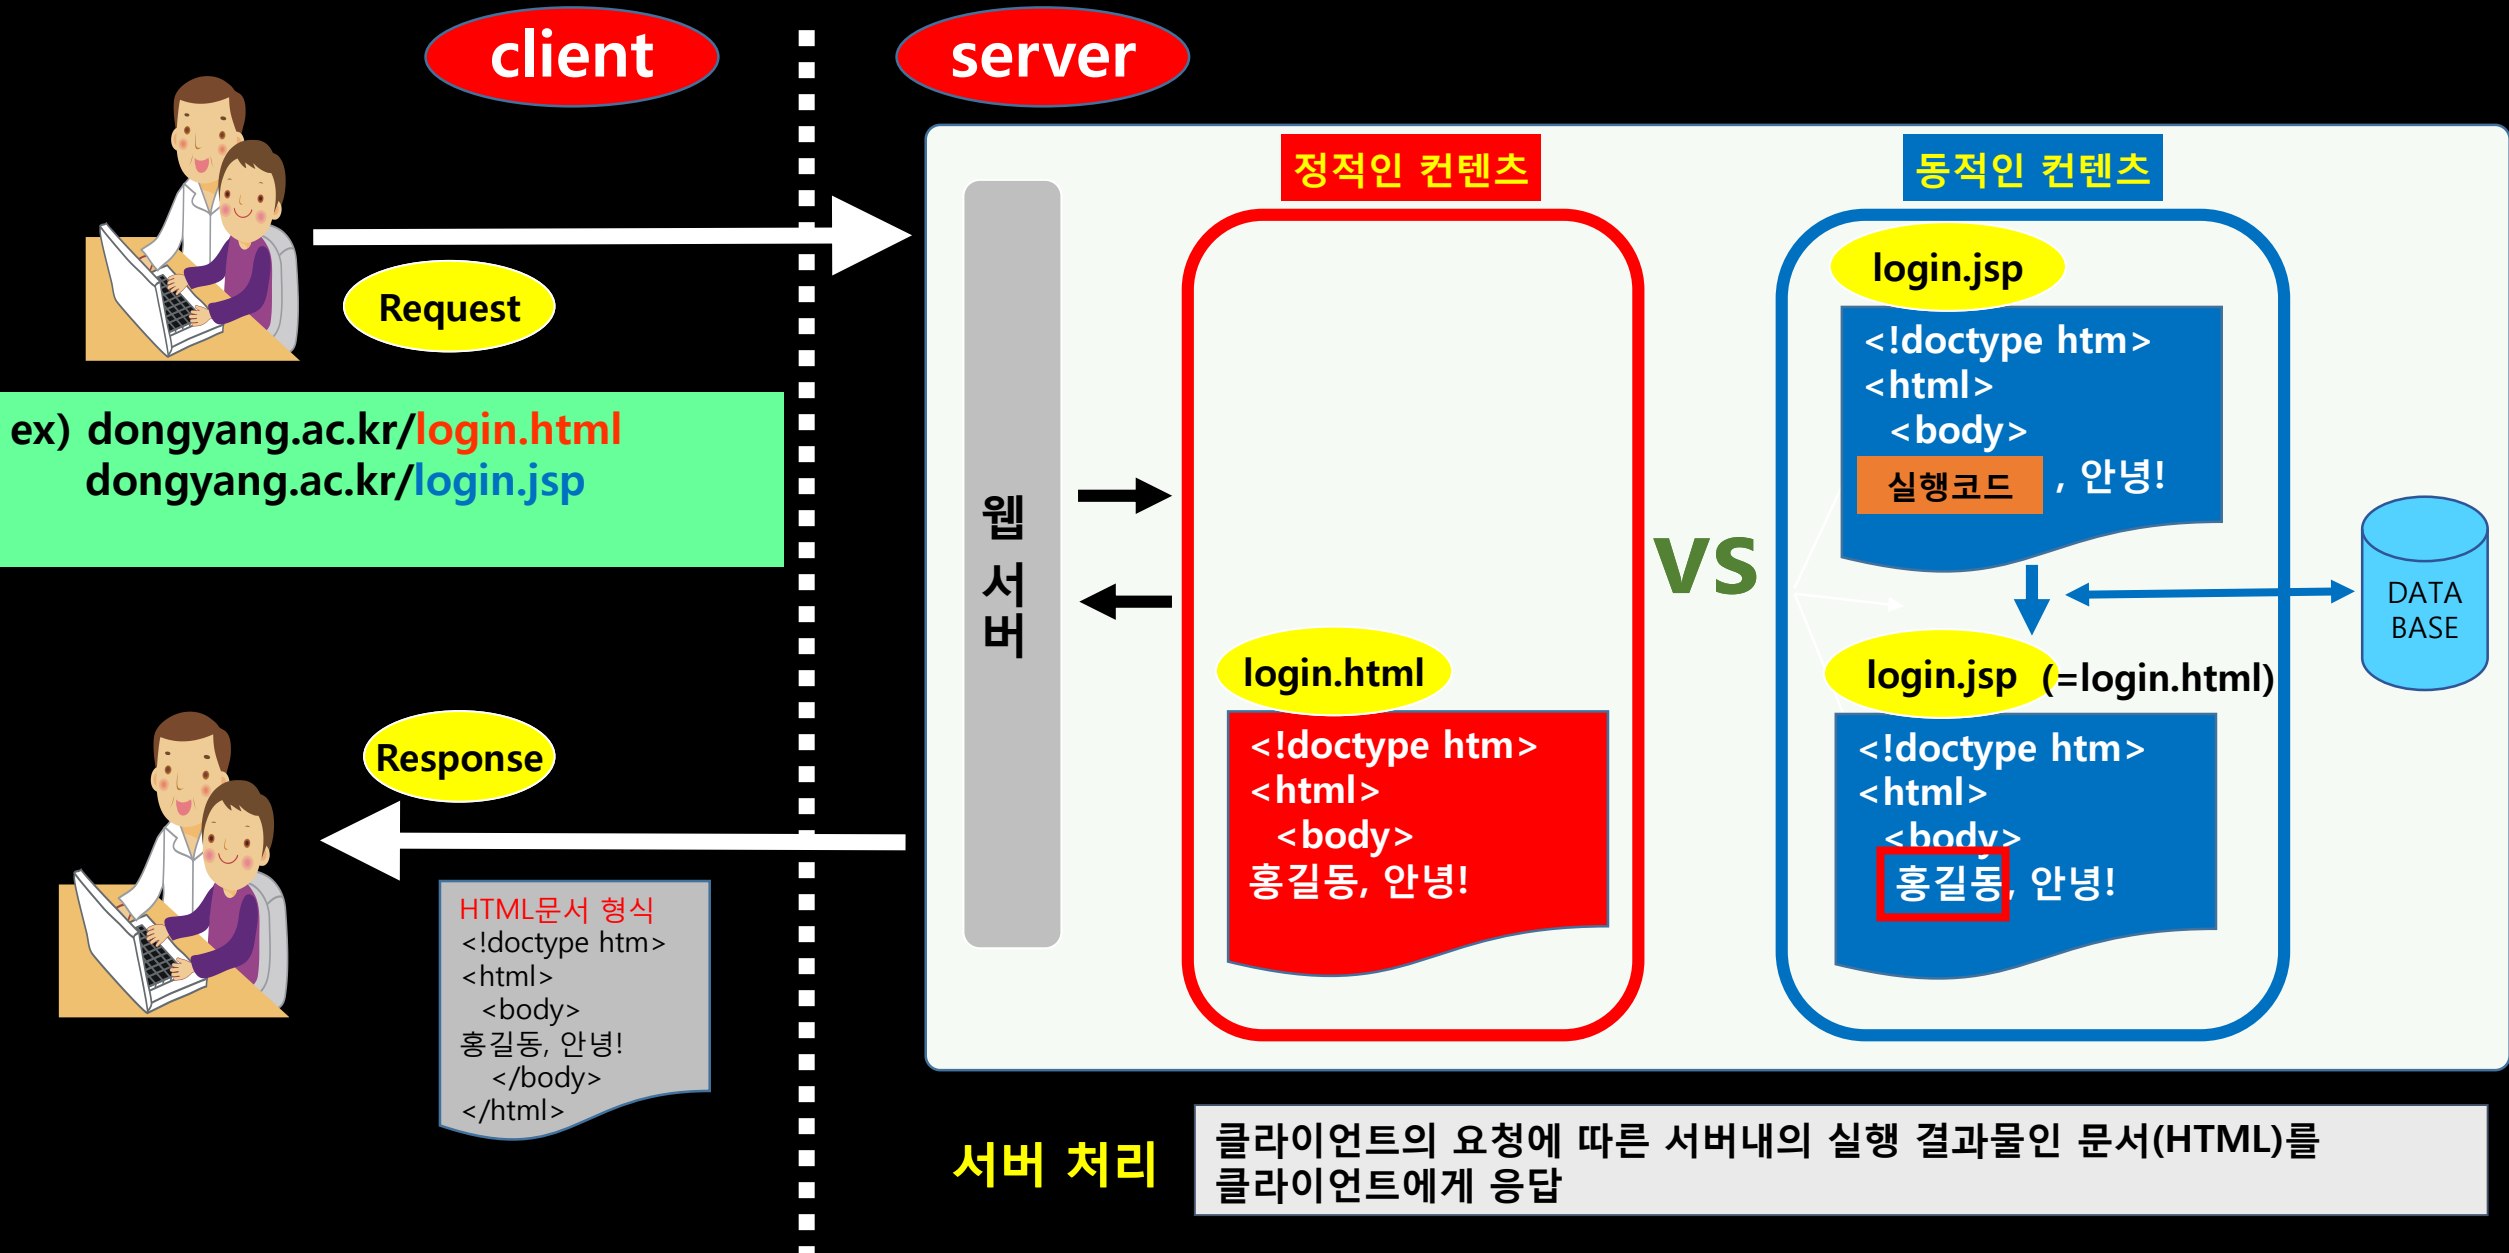 client
server
Request
ex) dongyang.ac.kr/login.html
dongyang.ac.kr/login.jsp
Response
HTML문서 형식
<!doctype htm>
<html>
<body>
홍길동, 안녕!
</body>
</html>
웹 서버
정적인 컨텐츠
login.html
<!doctype htm>
<html>
<body>
홍길동, 안녕!
VS
동적인 컨텐츠
login.jsp
<!doctype htm>
<html>
<body>
실행코드 , 안녕!
login.jsp (=login.html)
<!doctype htm>
<html>
<body>
홍길동, 안녕!
DATA
BASE
서버 처리
클라이언트의 요청에 따른 서버내의 실행 결과물인 문서(HTML)를
클라이언트에게 응답